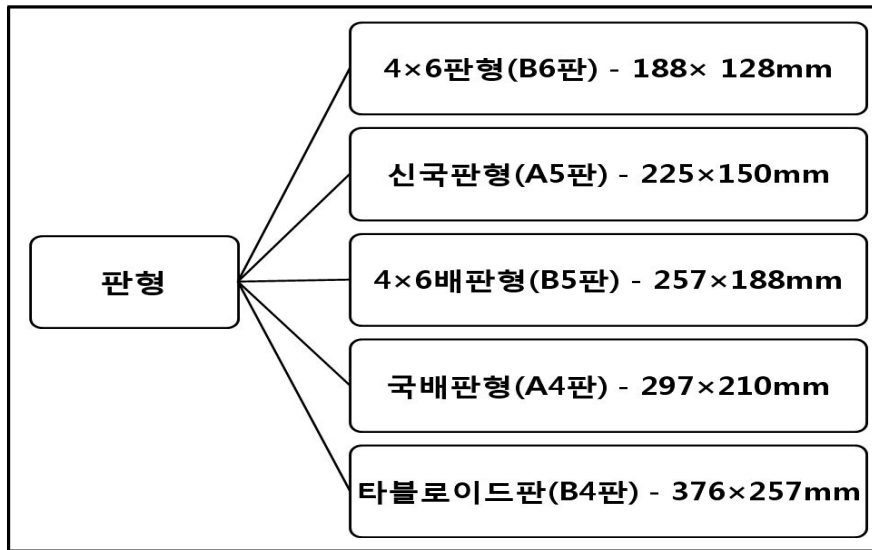 4×6판형(B6판) - 188× 128mm
신국판형(A5판) - 225×150mm
판형
4×6배판형(B5판) - 257×188mm
국배판형(A4판) - 297×210mm
타블로이드판(B4판) - 376×257mm